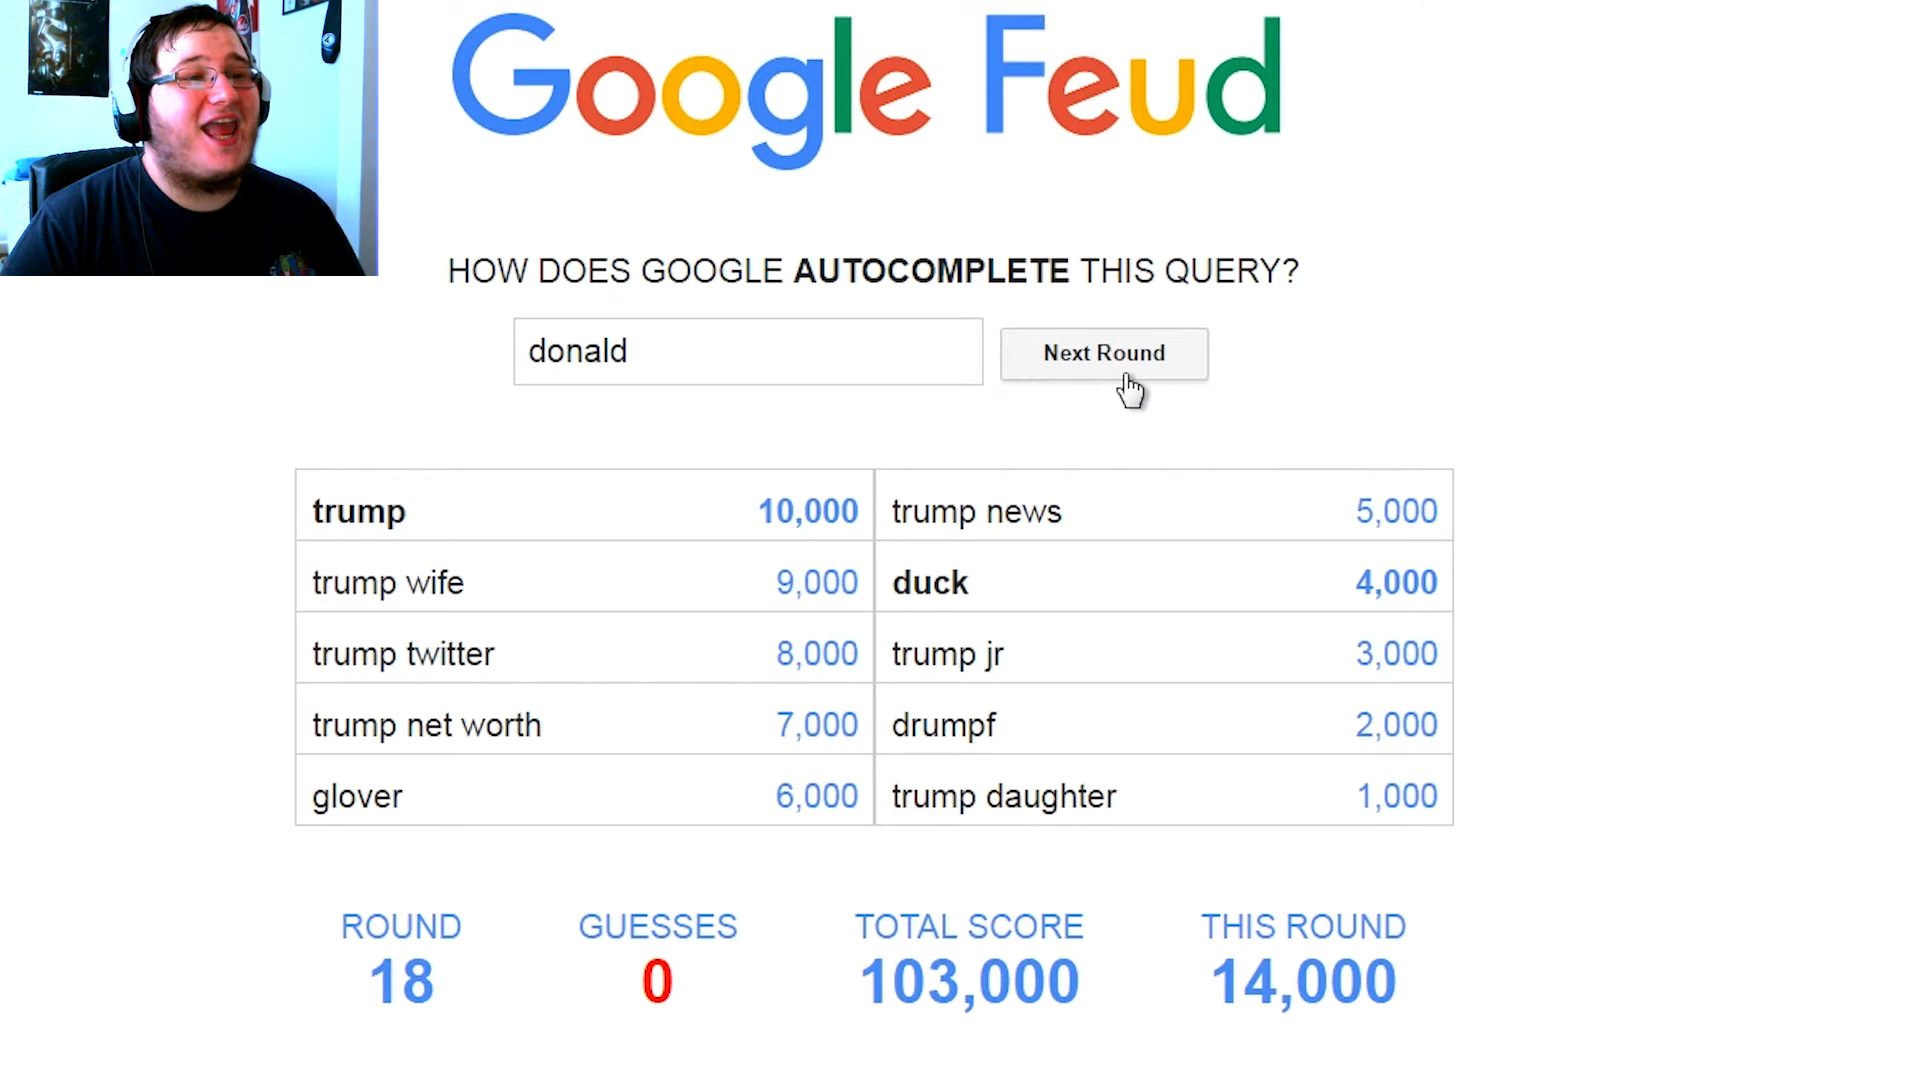 Google Feud
HOW DOES GOOGLE AUTOCOMPLETE THIS QUERY?
donald
Next Round
trump 10,000
trump wife 9,000
trump twitter 8,000
trump net worth 7,000
glover 6,000
trump news 5,000
duck 4,000
trump jr 3,000
drumpf 2,000
trump daughter 1,000
ROUND GUESSES TOTAL SCORE THIS ROUND
18 0 103,000 14,000